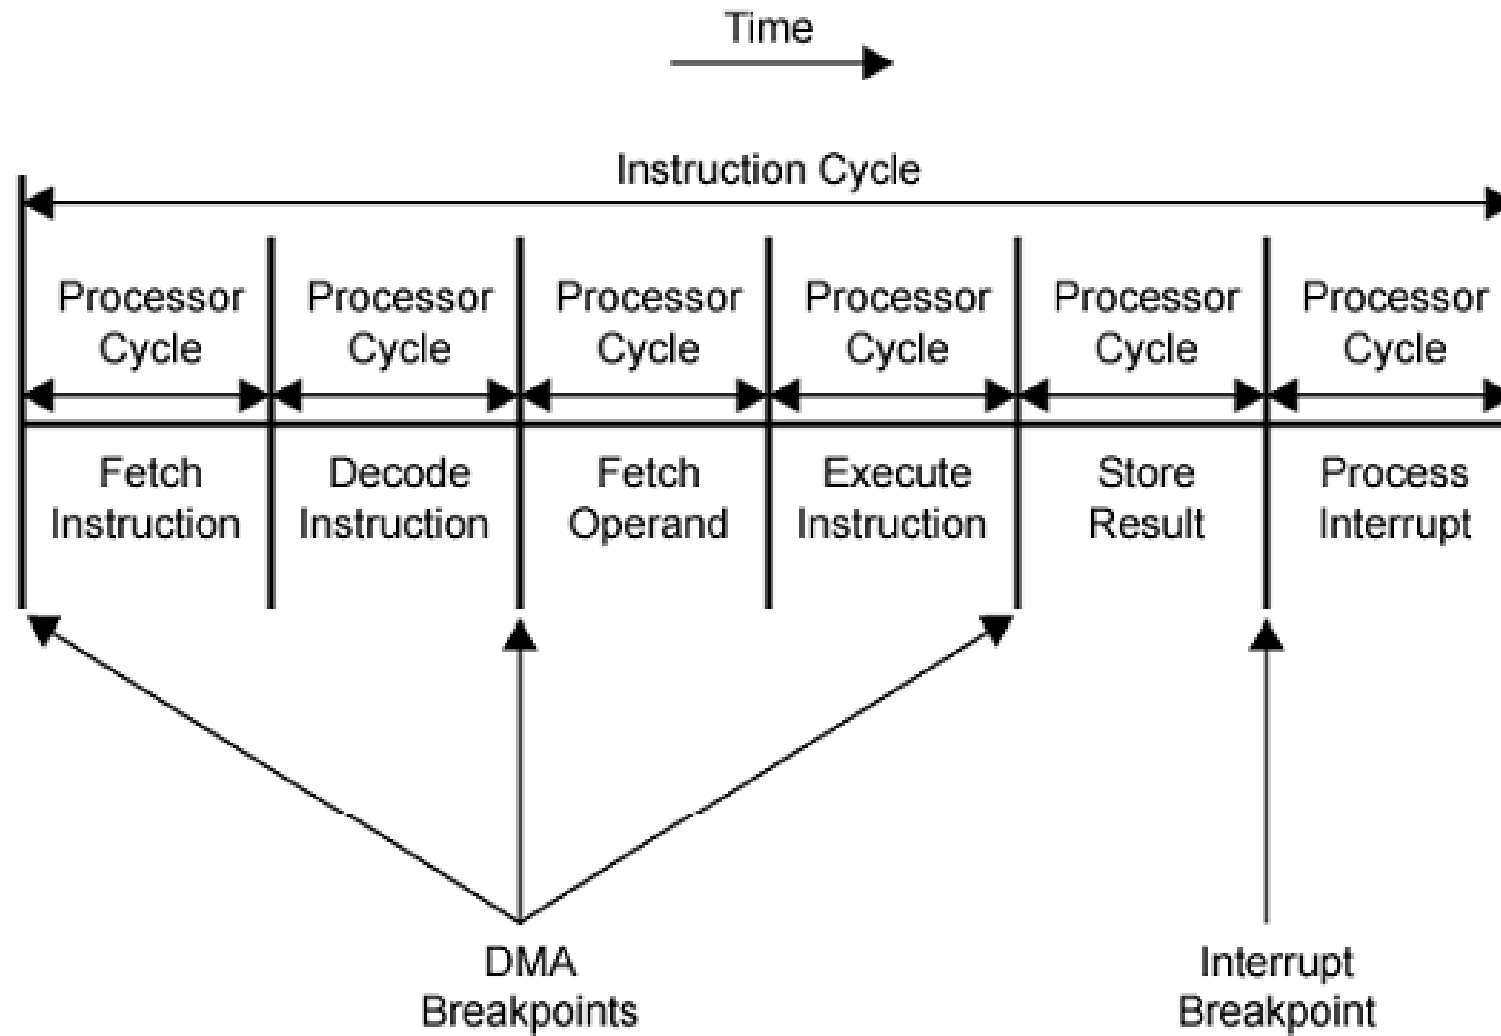 Time
Instruction Cycle
Processor Processor Processor Processor Processor Processor
Cycle Cycle Cycle Cycle Cycle Cycle
Fetch Decode Fetch Execute Store Process
Instruction Instruction Operand Instruction Result Interrupt
DMA Interrupt
Breakpoints Breakpoint